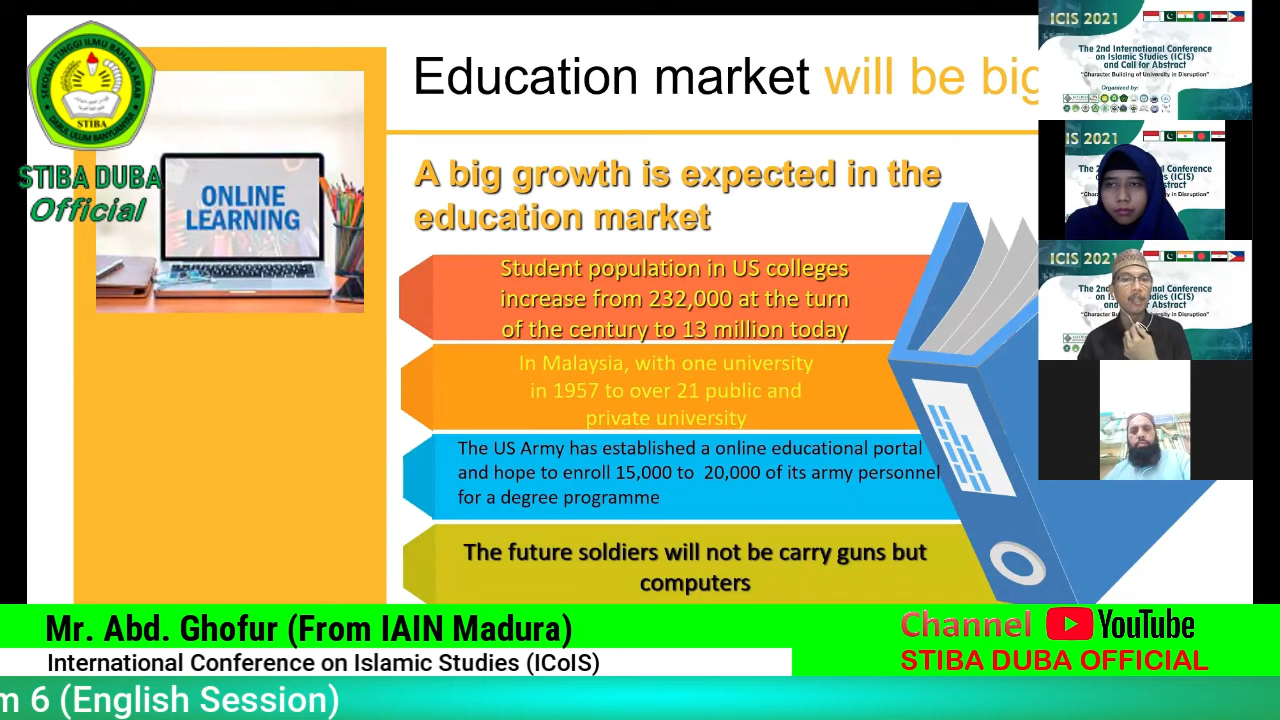 Education market will be big
A big growth is expected in the
education market
Student population in US colleges
increase from 232,000 at the turn
of the century to 13 million today
In Malaysia, with one university
in 1957 to over 21 public and
private university
The US Army has established a online educational portal
and hope to enroll 15,000 to 20,000 of its army personnel
for a degree programme
The future soldiers will not be carry guns but
computers
ONLINE
LEARNING
STIBA
STIBA DUBA
Official
ICIS 2021
The 2nd International Conference
on Islamic Studies (ICIS)
and Call for Abstract
"Character Building of University in Disruption"
Organized by:
IS 2021
ICIS 2021
Mr. Abd. Ghofur (From IAIN Madura)
International Conference on Islamic Studies (ICoIS)
m 6 (English Session)
Channel YouTube
STIBA DUBA OFFICIAL